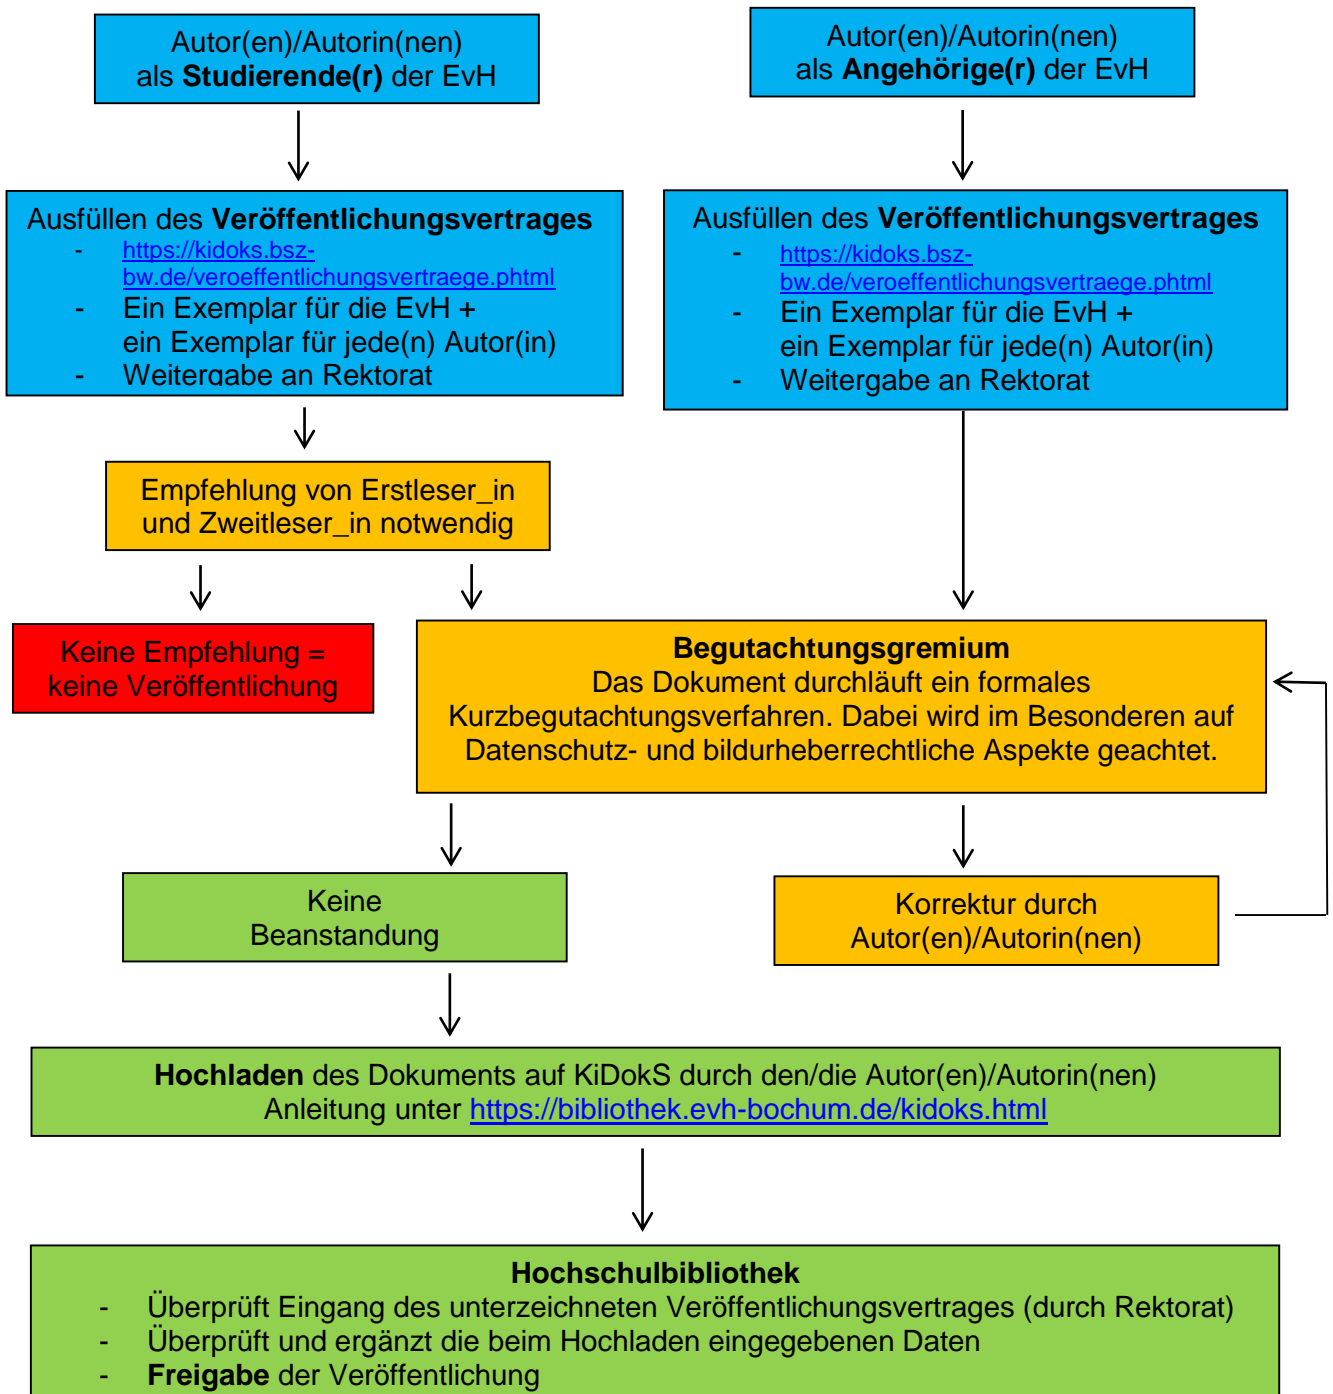 Autor(en)/Autorin(nen)
als Studierende(r) der EvH
Autor(en)/Autorin(nen)
als Angehörige(r) der EvH
Ausfüllen des Veröffentlichungsvertrages
- https://kidoks.bsz-
bw.de/veroeffentlichungsvertraege.phtml
- Ein Exemplar für die EvH +
ein Exemplar für jede(n) Autor(in)
- Weitergabe an Rektorat
Ausfüllen des Veröffentlichungsvertrages
- https://kidoks.bsz-
bw.de/veroeffentlichungsvertraege.phtml
- Ein Exemplar für die EvH +
ein Exemplar für jede(n) Autor(in)
- Weitergabe an Rektorat
Empfehlung von Erstleser_in
und Zweitleser_in notwendig
Keine Empfehlung =
keine Veröffentlichung
Begutachtungsgremium
Das Dokument durchläuft ein formales
Kurzbegutachtungsverfahren. Dabei wird im Besonderen auf
Datenschutz- und bildurheberrechtliche Aspekte geachtet.
Keine
Beanstandung
Korrektur durch
Autor(en)/Autorin(nen)
Hochladen des Dokuments auf KiDokS durch den/die Autor(en)/Autorin(nen)
Anleitung unter https://bibliothek.evh-bochum.de/kidoks.html
Hochschulbibliothek
- Überprüft Eingang des unterzeichneten Veröffentlichungsvertrages (durch Rektorat)
- Überprüft und ergänzt die beim Hochladen eingegebenen Daten
- Freigabe der Veröffentlichung